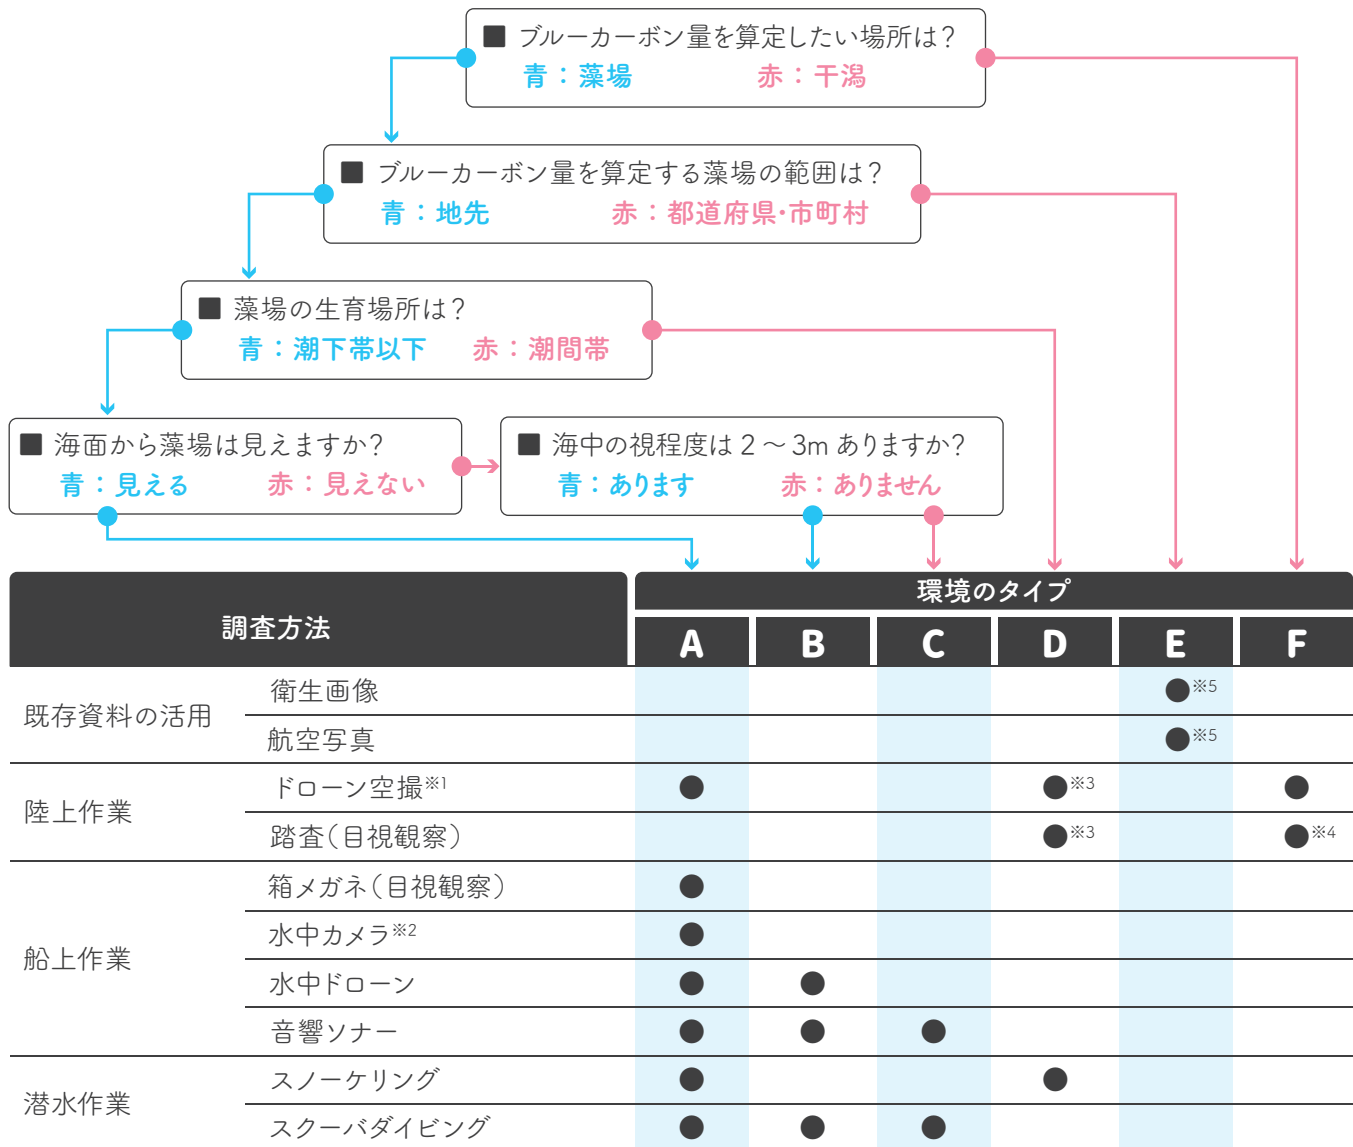 ■ ブルーカーボン量を算定したい場所は？
青：藻場 赤：干潟
■ ブルーカーボン量を算定する藻場の範囲は？
青：地先 赤：都道府県・市町村
■ 藻場の生育場所は？
青：潮下帯以下 赤：潮間帯
■ 海面から藻場は見えますか？
青：見える 赤：見えない
■ 海中の視程度は 2 ～ 3m ありますか？
青：あります 赤：ありません
調査方法
環境のタイプ
A B C D E F
既存資料の活用
衛生画像 ●※5
航空写真 ●※5
陸上作業
ドローン空撮※1 ● ●※3 ●
踏査（目視観察） ●※3 ●※4
船上作業
箱メガネ（目視観察） ●
水中カメラ※2 ●
水中ドローン ● ●
音響ソナー ● ● ●
潜水作業
スノーケリング ● ●
スクーバダイビング ● ● ●